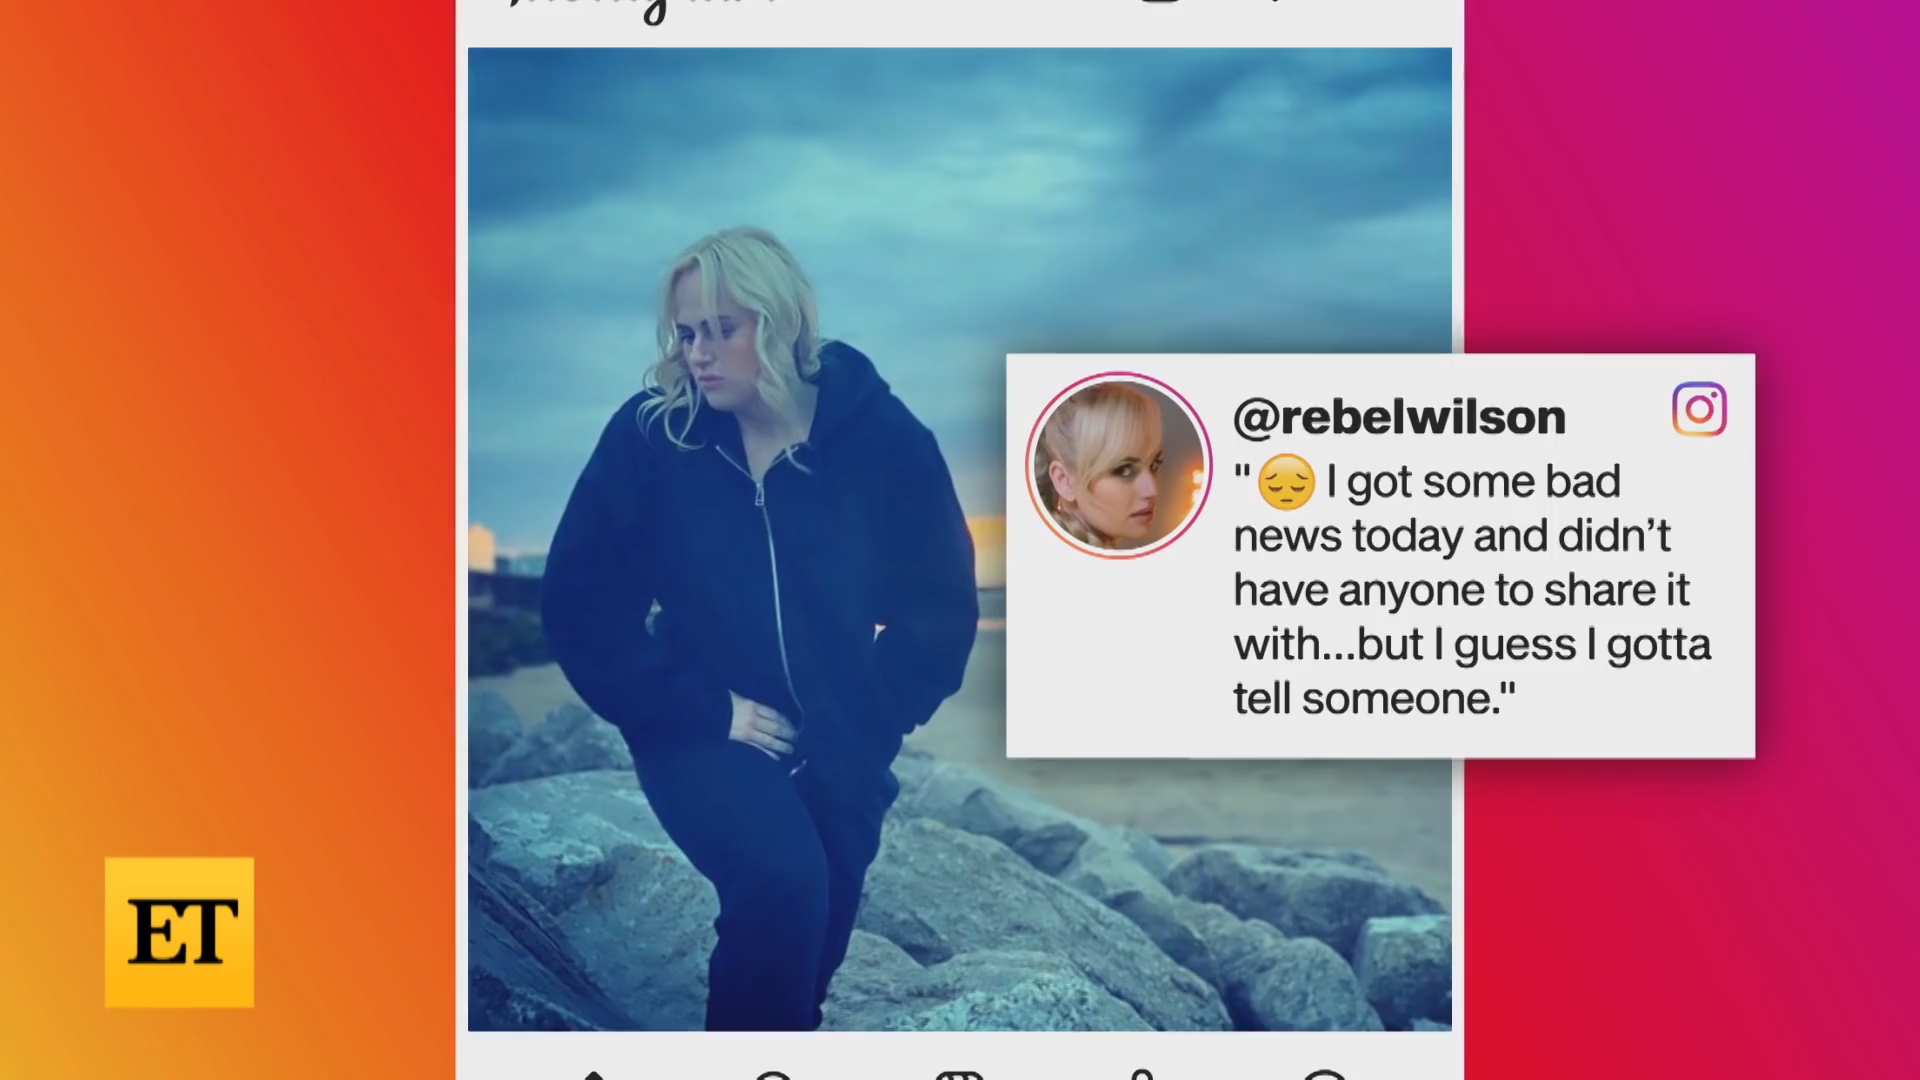 @rebelwilson
"😔 I got some bad
news today and didn’t
have anyone to share it
with...but I guess I gotta
tell someone."
ET